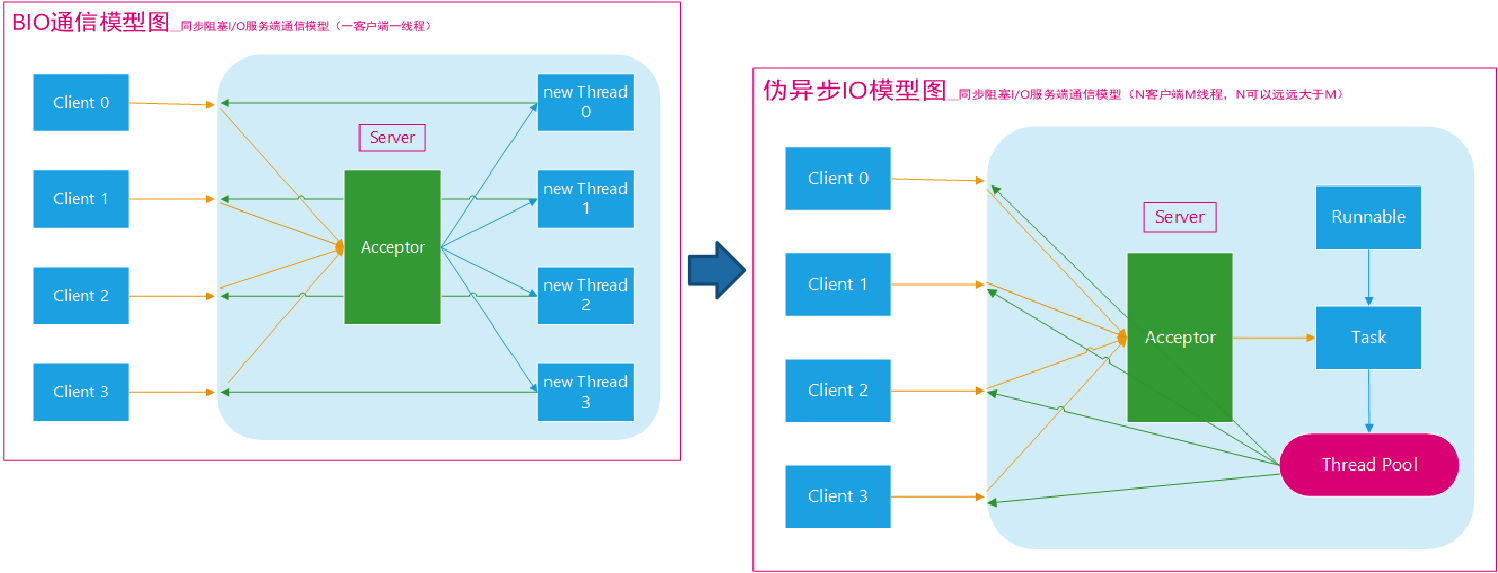 BIO通信模型图__同步阻塞I/O服务端通信模型（一客户端一线程）
Client 0
Client 1
Client 2
Client 3
Server
Acceptor
new Thread
0
new Thread
1
new Thread
2
new Thread
3
伪异步IO模型图__同步阻塞I/O服务端通信模型（N客户端M线程，N可以远远大于M）
Client 0
Client 1
Client 2
Client 3
Server
Acceptor
Runnable
Task
Thread Pool